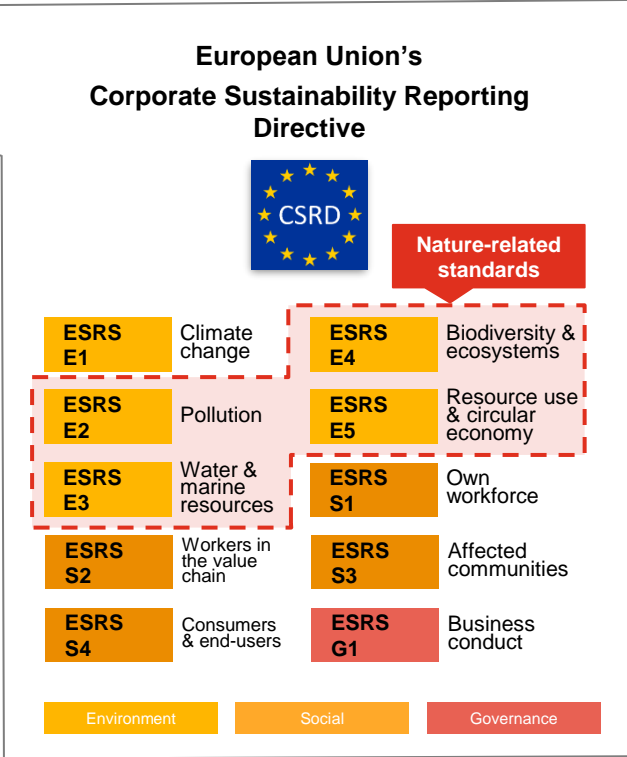 European Union’s
Corporate Sustainability Reporting
Directive
CSRD
Nature-related
standards
ESRS
E1
Climate
change
ESRS
E4
Biodiversity &
ecosystems
ESRS
E2
Pollution
ESRS
E5
Resource use
& circular
economy
ESRS
E3
Water &
marine
resources
ESRS
S1
Own
workforce
ESRS
S2
Workers in
the value
chain
ESRS
S3
Affected
communities
ESRS
S4
Consumers
& end-users
ESRS
G1
Business
conduct
Environment
Social
Governance